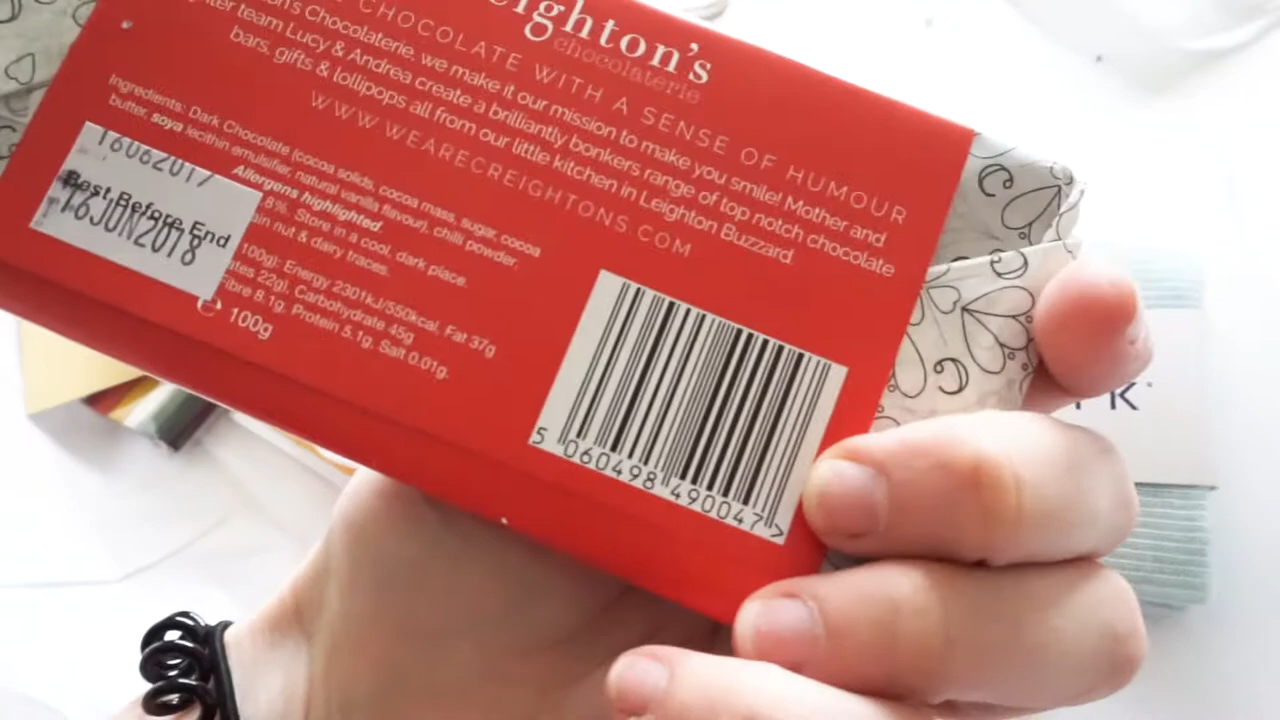 eighton's
chocolaterie
CHOCOLATE WITH A SENSE OF HUMOUR
on's Chocolaterie, we make it our mission to make you smile! Mother and
team Lucy & Andrea create a brilliantly bonkers range of top notch chocolate
bars, gifts & lollipops all from our little kitchen in Leighton Buzzard.
WWW.WEARECREIGHTONS.COM
Ingredients: Dark Chocolate (cocoa solids, cocoa mass, sugar, cocoa
butter, soya lecithin emulsifier, natural vanilla flavour), chilli powder.
Allergens highlighted.
8%. Store in a cool, dark place.
ain nut & dairy traces.
100g): Energy 2301kJ/550kcal, Fat 37g
ates 22g), Carbohydrate 45g
Fibre 8.1g, Protein 5.1g, Salt 0.01g.
e 100g
16062017
Best Before End
16JUN2018
5 060498 490047 >